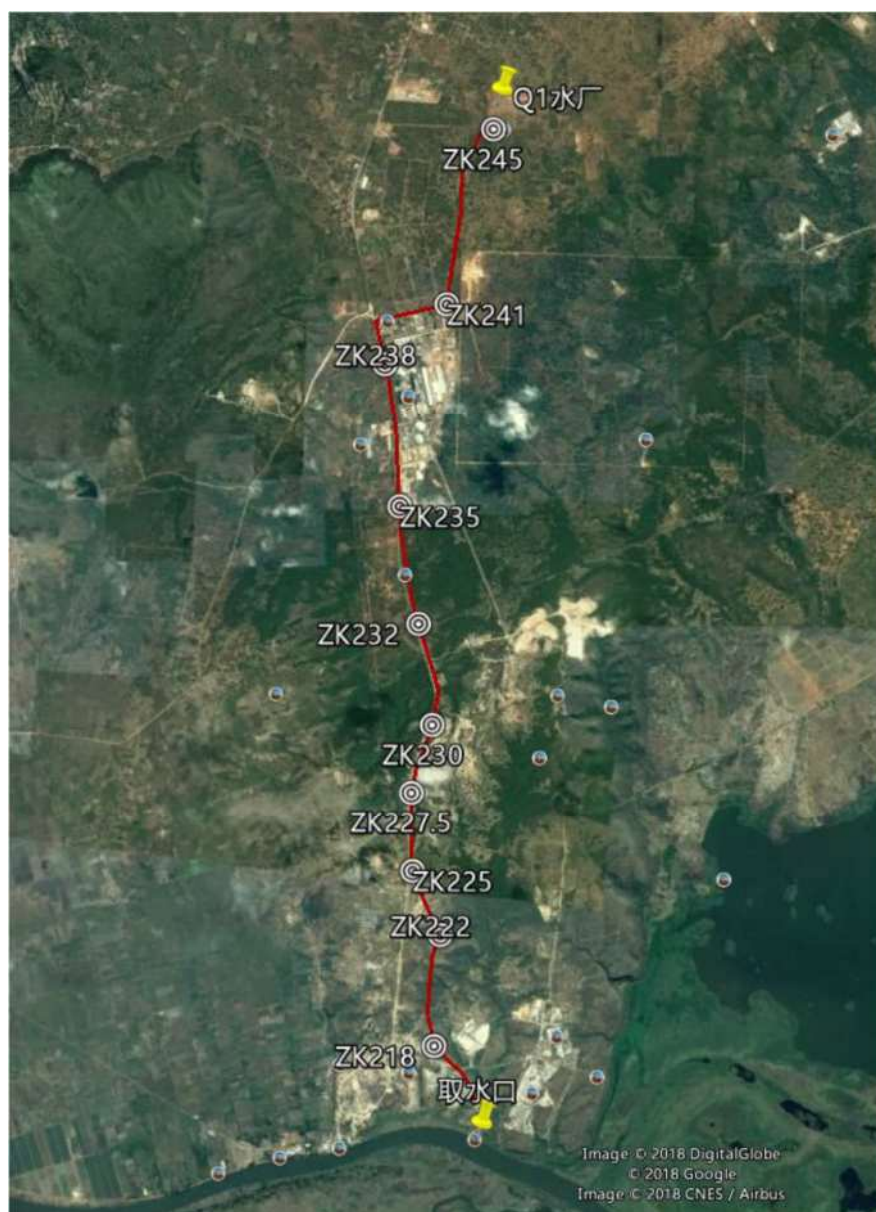 Q1水厂
ZK245
ZK241
ZK238
ZK235
ZK232
ZK230
ZK227.5
ZK225
ZK222
ZK218
取水口
Image © 2018 DigitalGlobe
© 2018 Google
Image © 2018 CNES / Airbus